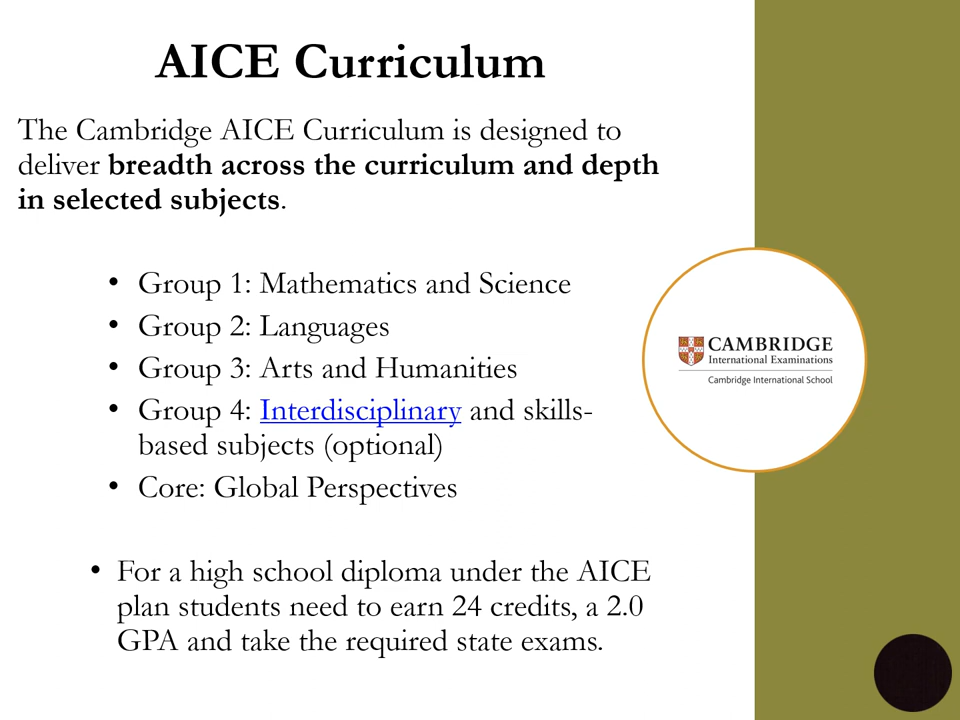 AICE Curriculum
The Cambridge AICE Curriculum is designed to
deliver breadth across the curriculum and depth
in selected subjects.
• Group 1: Mathematics and Science
• Group 2: Languages
• Group 3: Arts and Humanities
• Group 4: Interdisciplinary and skills-
based subjects (optional)
• Core: Global Perspectives
• For a high school diploma under the AICE
plan students need to earn 24 credits, a 2.0
GPA and take the required state exams.
CAMBRIDGE
International Examinations
Cambridge International School